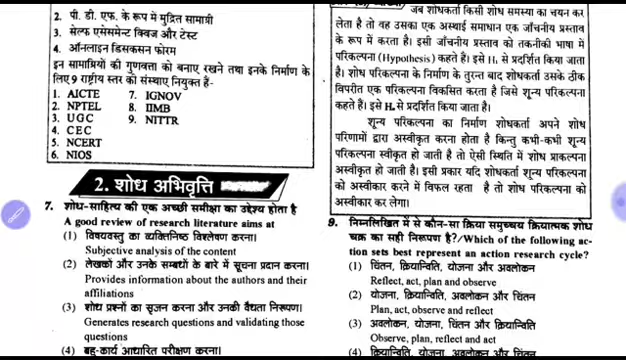 2. पी. डी. एफ. के रूप में मुद्रित सामाग्री
3. सेल्फ एसेसमेन्ट क्विज और टेस्ट
4. ऑनलाइन डिसकसन फोरम
इन सामाग्रियों की गुणवत्ता को बनाए रखने तथा इनके निर्माण के
लिए 9 राष्ट्रीय स्तर की संस्थाएं नियुक्त हैं-
1. AICTE 7. IGNOV
2. NPTEL 8. IIMB
3. UGC 9. NITTR
4. CEC
5. NCERT
6. NIOS
2. शोध अभिवृत्ति
7. शोध-साहित्य की एक अच्छी समीक्षा का उद्देश्य होता है
A good review of research literature aims at
(1) विषयवस्तु का व्यक्तिनिष्ठ विश्लेषण करना।
Subjective analysis of the content
(2) लेखकों और उनके सम्बधों के बारे में सूचना प्रदान करना।
Provides information about the authors and their
affiliations
(3) शोध प्रश्नों का सृजन करना और उनकी वैधता निरूपण।
Generates research questions and validating those
questions
(4) बहु-कार्य आधारित परीक्षण करना।
जब शोधकर्ता किसी शोध समस्या का चयन कर
लेता है तो वह उसका एक अस्थाई समाधान एक जाँचनीय प्रस्ताव
के रूप में करता है। इसी जाँचनीय प्रस्ताव को तकनीकी भाषा में
परिकल्पना (Hypothesis) कहते हैं। इसे H₁ से प्रदर्शित किया जाता
है। शोध परिकल्पना के निर्माण के तुरन्त बाद शोधकर्ता उसके ठीक
विपरीत एक परिकल्पना विकसित करता है जिसे शून्य परिकल्पना
कहते हैं। इसे H₀ से प्रदर्शित किया जाता है।
शून्य परिकल्पना का निर्माण शोधकर्ता अपने शोध
परिणामों द्वारा अस्वीकृत करना होता है किन्तु कभी-कभी शून्य
परिकल्पना स्वीकृत हो जाती है तो ऐसी स्थिति में शोध प्राकल्पना
अस्वीकृत हो जाती है। इसी प्रकार यदि शोधकर्ता शून्य परिकल्पना
को अस्वीकार करने में विफल रहता है तो शोध परिकल्पना को
अस्वीकार कर लेगा।
9. निम्नलिखित में से कौन-सा क्रिया समुच्चय क्रियात्मक शोध
चक्र का सही निरूपण है?/Which of the following ac-
tion sets best represent an action research cycle?
(1) चिंतन, क्रियान्विति, योजना और अवलोकन
Reflect, act, plan and observe
(2) योजना, क्रियान्विति, अवलोकन और चिंतन
Plan, act, observe and reflect
(3) अवलोकन, योजना, चिंतन और क्रियान्विति
Observe, plan, reflect and act
(4) क्रियान्विति, योजना, अवलोकन और चिंतन